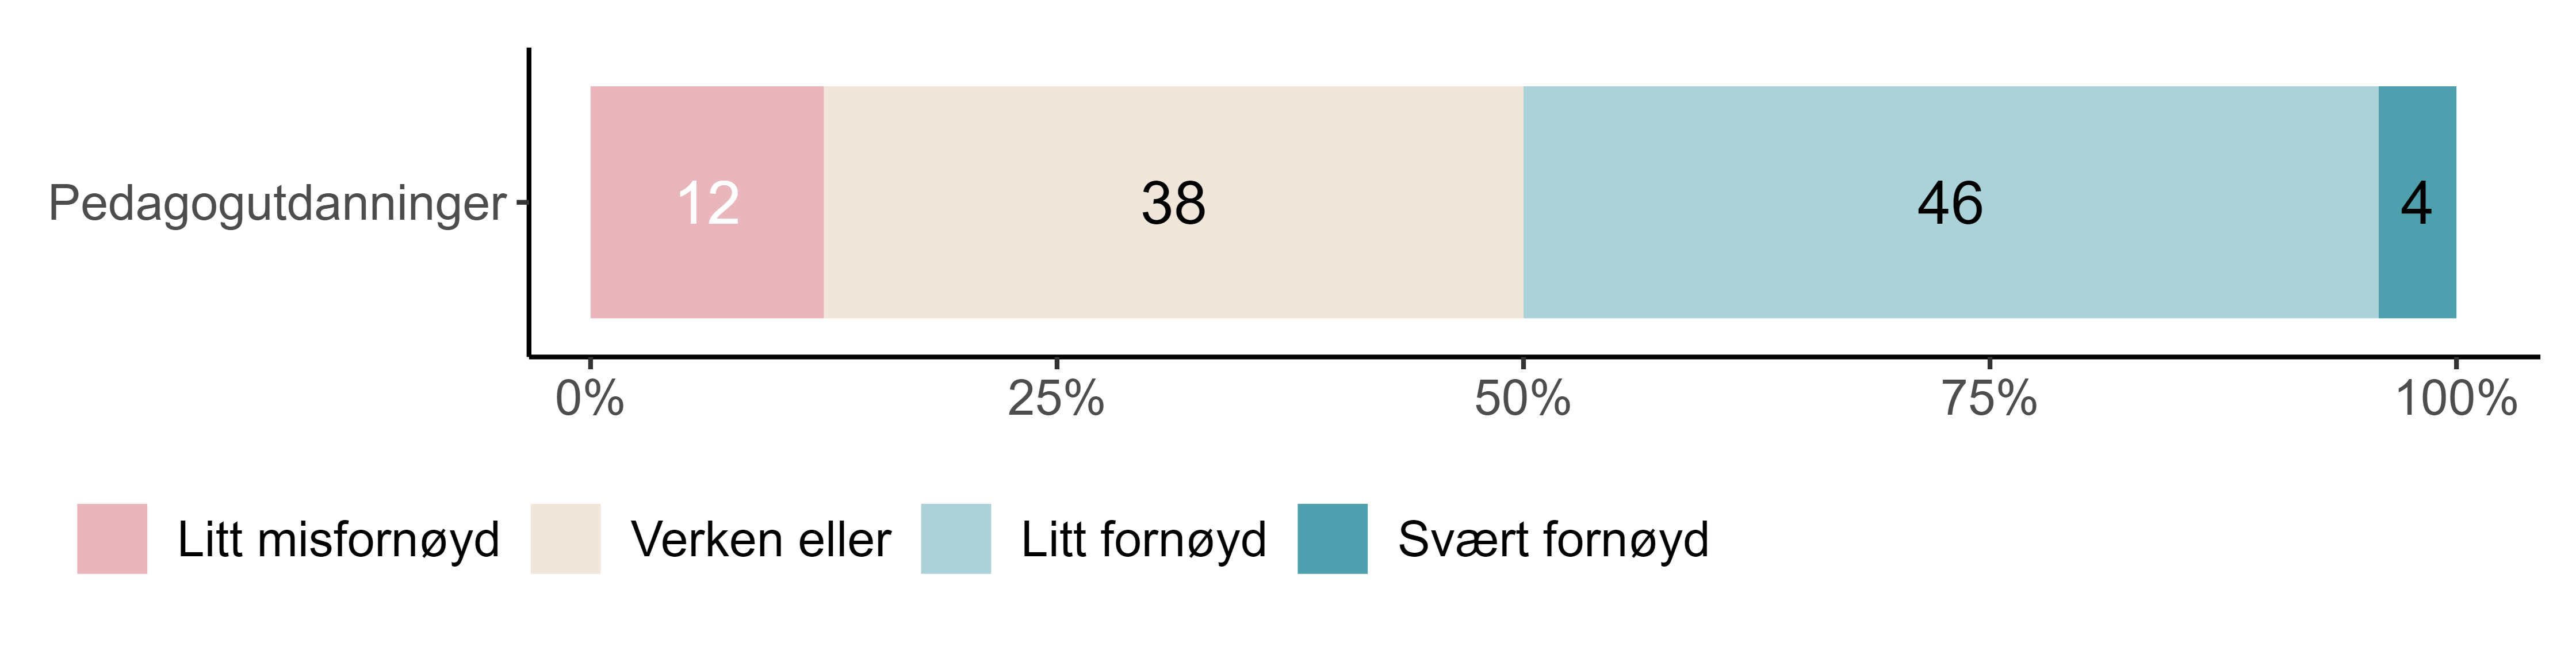 Pedagogutdanninger 12 38 46 4
0% 25% 50% 75% 100%
Litt misfornøyd Verken eller Litt fornøyd Svært fornøyd